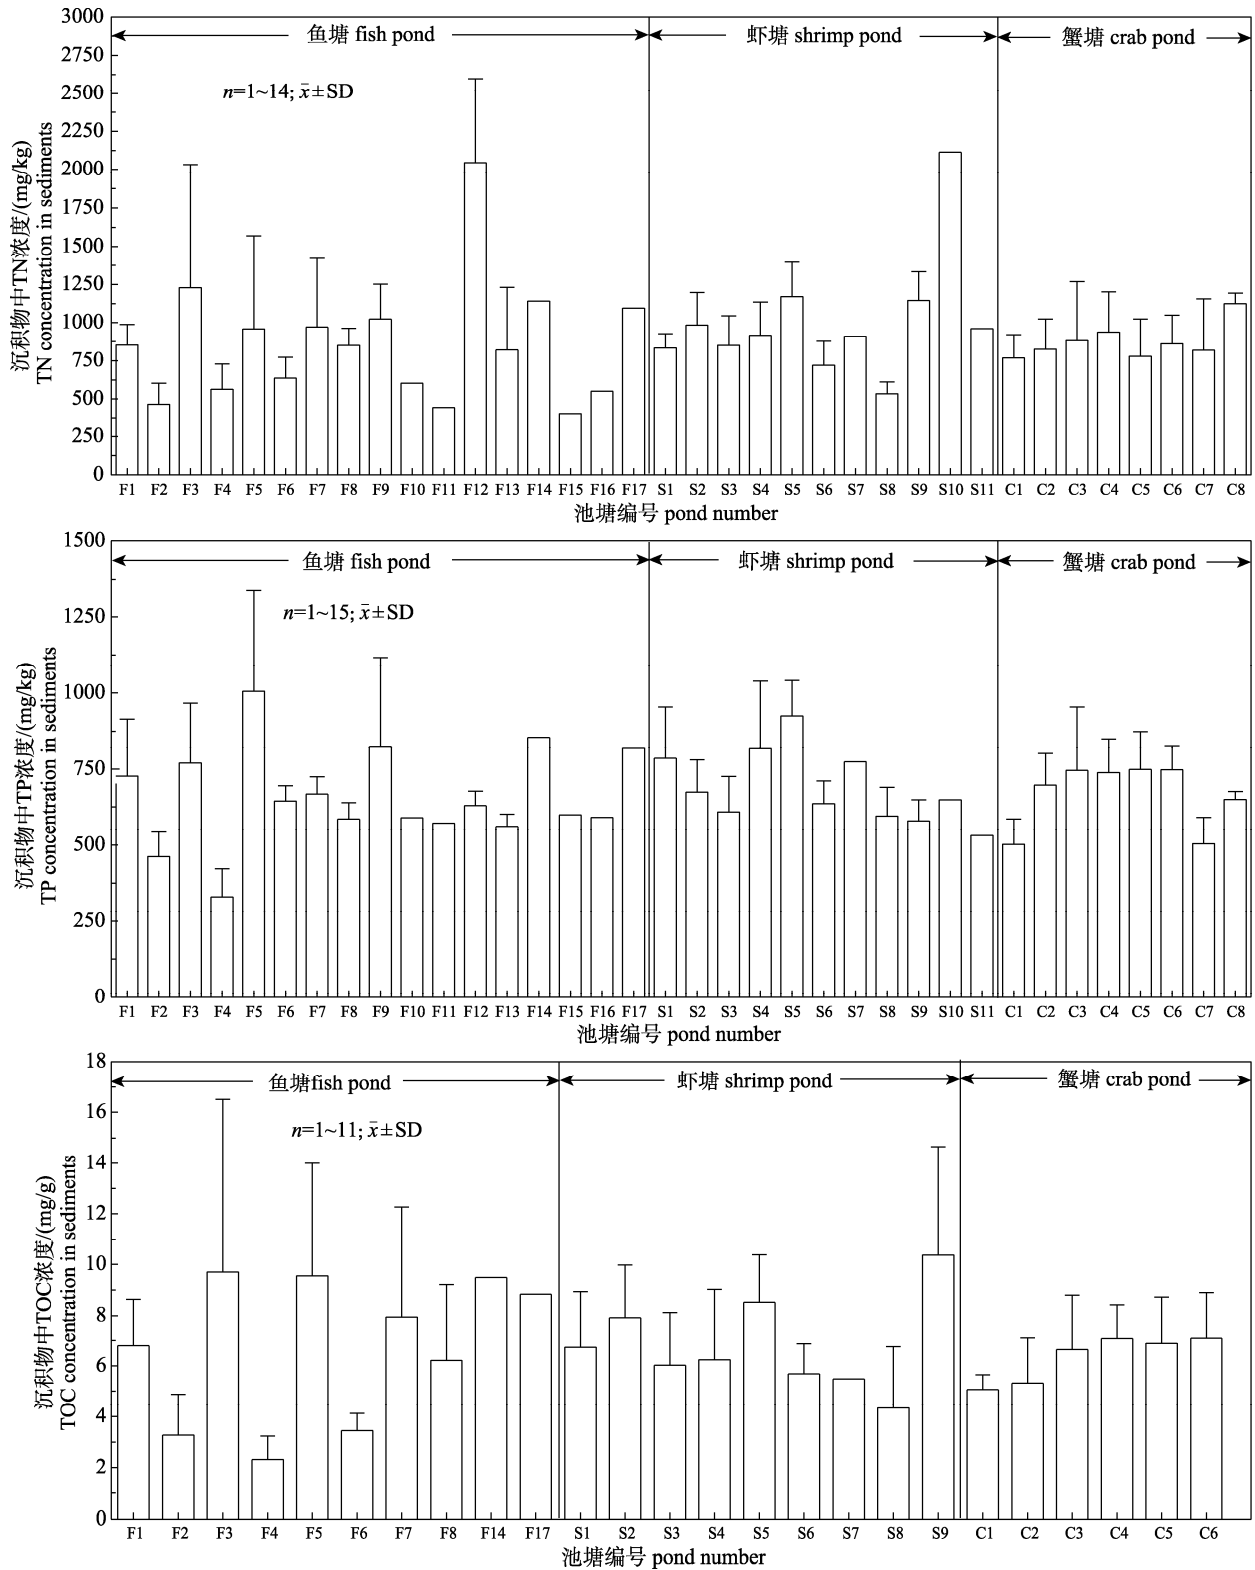 鱼塘 fish pond 虾塘 shrimp pond 蟹塘 crab pond
n=1~14; x̄±SD
沉积物中TN浓度/(mg/kg)
TN concentration in sediments
3000
2750
2500
2250
2000
1750
1500
1250
1000
750
500
250
0
F1 F2 F3 F4 F5 F6 F7 F8 F9 F10 F11 F12 F13 F14 F15 F16 F17 S1 S2 S3 S4 S5 S6 S7 S8 S9 S10 S11 C1 C2 C3 C4 C5 C6 C7 C8
池塘编号 pond number
鱼塘 fish pond 虾塘 shrimp pond 蟹塘 crab pond
n=1~15; x̄±SD
沉积物中TP浓度/(mg/kg)
TP concentration in sediments
1500
1250
1000
750
500
250
0
F1 F2 F3 F4 F5 F6 F7 F8 F9 F10 F11 F12 F13 F14 F15 F16 F17 S1 S2 S3 S4 S5 S6 S7 S8 S9 S10 S11 C1 C2 C3 C4 C5 C6 C7 C8
池塘编号 pond number
鱼塘fish pond 虾塘 shrimp pond 蟹塘 crab pond
n=1~11; x̄±SD
沉积物中TOC浓度/(mg/g)
TOC concentration in sediments
18
16
14
12
10
8
6
4
2
0
F1 F2 F3 F4 F5 F6 F7 F8 F14 F17 S1 S2 S3 S4 S5 S6 S7 S8 S9 C1 C2 C3 C4 C5 C6
池塘编号 pond number